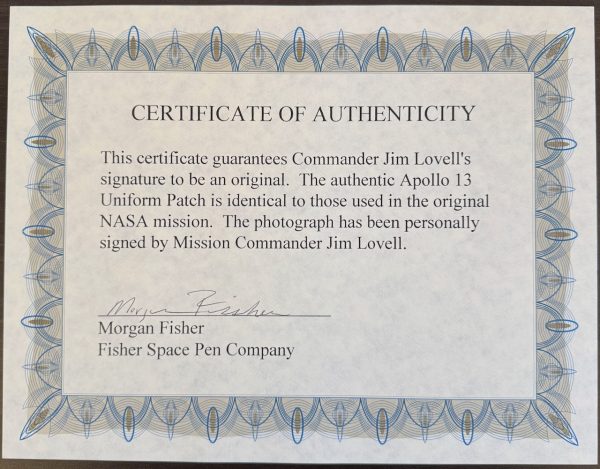 CERTIFICATE OF AUTHENTICITY
This certificate guarantees Commander Jim Lovell's
signature to be an original.  The authentic Apollo 13
Uniform Patch is identical to those used in the original
NASA mission.  The photograph has been personally
signed by Mission Commander Jim Lovell.
Morgan Fisher
Morgan Fisher
Fisher Space Pen Company